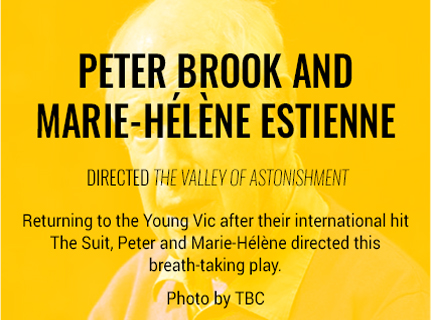 PETER BROOK AND
MARIE-HÉLÈNE ESTIENNE
DIRECTED THE VALLEY OF ASTONISHMENT
Returning to the Young Vic after their international hit
The Suit, Peter and Marie-Hélène directed this
breath-taking play.
Photo by TBC